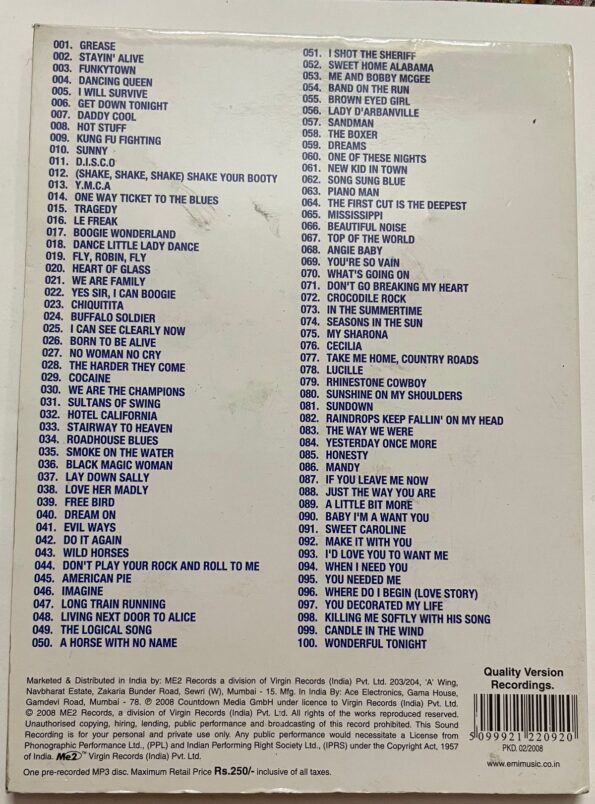 001. GREASE
002. STAYIN' ALIVE
003. FUNKYTOWN
004. DANCING QUEEN
005. I WILL SURVIVE
006. GET DOWN TONIGHT
007. DADDY COOL
008. HOT STUFF
009. KUNG FU FIGHTING
010. SUNNY
011. D.I.S.C.O
012. (SHAKE, SHAKE, SHAKE) SHAKE YOUR BOOTY
013. Y.M.C.A
014. ONE WAY TICKET TO THE BLUES
015. TRAGEDY
016. LE FREAK
017. BOOGIE WONDERLAND
018. DANCE LITTLE LADY DANCE
019. FLY, ROBIN, FLY
020. HEART OF GLASS
021. WE ARE FAMILY
022. YES SIR, I CAN BOOGIE
023. CHIQUITITA
024. BUFFALO SOLDIER
025. I CAN SEE CLEARLY NOW
026. BORN TO BE ALIVE
027. NO WOMAN NO CRY
028. THE HARDER THEY COME
029. COCAINE
030. WE ARE THE CHAMPIONS
031. SULTANS OF SWING
032. HOTEL CALIFORNIA
033. STAIRWAY TO HEAVEN
034. ROADHOUSE BLUES
035. SMOKE ON THE WATER
036. BLACK MAGIC WOMAN
037. LAY DOWN SALLY
038. LOVE HER MADLY
039. FREE BIRD
040. DREAM ON
041. EVIL WAYS
042. DO IT AGAIN
043. WILD HORSES
044. DON'T PLAY YOUR ROCK AND ROLL TO ME
045. AMERICAN PIE
046. IMAGINE
047. LONG TRAIN RUNNING
048. LIVING NEXT DOOR TO ALICE
049. THE LOGICAL SONG
050. A HORSE WITH NO NAME
051. I SHOT THE SHERIFF
052. SWEET HOME ALABAMA
053. ME AND BOBBY MCGEE
054. BAND ON THE RUN
055. BROWN EYED GIRL
056. LADY D'ARBANVILLE
057. SANDMAN
058. THE BOXER
059. DREAMS
060. ONE OF THESE NIGHTS
061. NEW KID IN TOWN
062. SONG SUNG BLUE
063. PIANO MAN
064. THE FIRST CUT IS THE DEEPEST
065. MISSISSIPPI
066. BEAUTIFUL NOISE
067. TOP OF THE WORLD
068. ANGIE BABY
069. YOU'RE SO VAIN
070. WHAT'S GOING ON
071. DON'T GO BREAKING MY HEART
072. CROCODILE ROCK
073. IN THE SUMMERTIME
074. SEASONS IN THE SUN
075. MY SHARONA
076. CECILIA
077. TAKE ME HOME, COUNTRY ROADS
078. LUCILLE
079. RHINESTONE COWBOY
080. SUNSHINE ON MY SHOULDERS
081. SUNDOWN
082. RAINDROPS KEEP FALLIN' ON MY HEAD
083. THE WAY WE WERE
084. YESTERDAY ONCE MORE
085. HONESTY
086. MANDY
087. IF YOU LEAVE ME NOW
088. JUST THE WAY YOU ARE
089. A LITTLE BIT MORE
090. BABY I'M A WANT YOU
091. SWEET CAROLINE
092. MAKE IT WITH YOU
093. I'D LOVE YOU TO WANT ME
094. WHEN I NEED YOU
095. YOU NEEDED ME
096. WHERE DO I BEGIN (LOVE STORY)
097. YOU DECORATED MY LIFE
098. KILLING ME SOFTLY WITH HIS SONG
099. CANDLE IN THE WIND
100. WONDERFUL TONIGHT
Marketed & Distributed in India by: ME2 Records a division of Virgin Records (India) Pvt. Ltd. 203/204, 'A' Wing,
Navbharat Estate, Zakaria Bunder Road, Sewri (W), Mumbai - 15. Mfg. In India By: Ace Electronics, Gama House,
Gamdevi Road, Mumbai - 78. ℗ 2008 Countdown Media GmbH under licence to Virgin Records (India) Pvt. Ltd.
© 2008 ME2 Records, a division of Virgin Records (India) Pvt. Ltd. All rights of the works reproduced reserved.
Unauthorised copying, hiring, lending, public performance and broadcasting of this record prohibited. This Sound
Recording is for your personal and private use only. Any public performance would necessitate a License from
Phonographic Performance Ltd., (PPL) and Indian Performing Right Society Ltd., (IPRS) under the Copyright Act, 1957
of India. Me2™ Virgin Records (India) Pvt. Ltd.
One pre-recorded MP3 disc. Maximum Retail Price Rs.250/- inclusive of all taxes.
Quality Version
Recordings.
5099921220920
PKD. 02/2008
www.emimusic.co.in